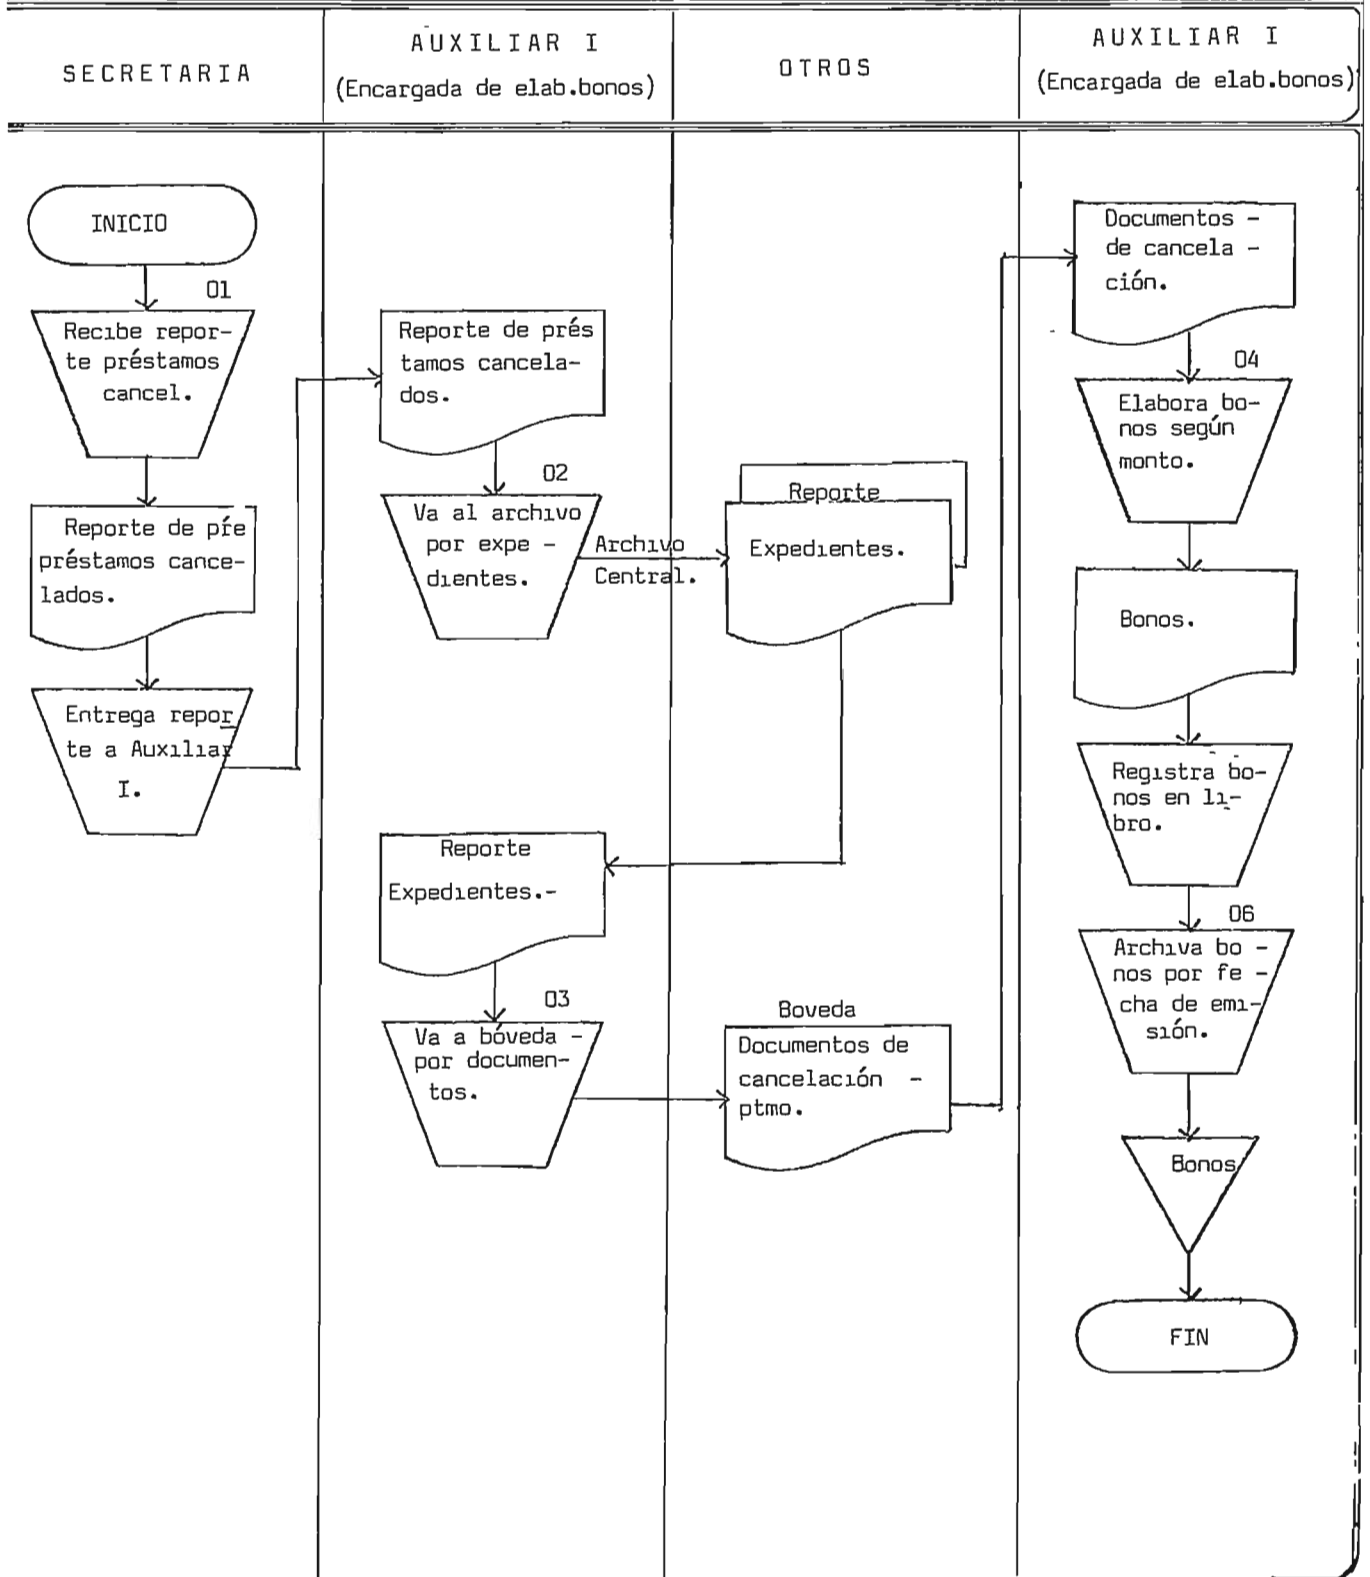 SECRETARIA
AUXILIAR I
(Encargada de elab.bonos)
OTROS
AUXILIAR I
(Encargada de elab.bonos)
INICIO
01
Recibe repor-
te préstamos
cancel.
Reporte de pre
préstamos cance-
lados.
Entrega repor
te a Auxiliar
I.
Reporte de prés
tamos cancela-
dos.
02
Va al archivo
por expe -
dientes.
Archivo
Central.
Reporte
Expedientes.
Reporte
Expedientes.-
03
Va a bóveda -
por documen-
tos.
Boveda
Documentos de
cancelación -
ptmo.
Documentos -
de cancela -
ción.
04
Elabora bo-
nos según
monto.
Bonos.
Registra bo-
nos en li-
bro.
06
Archiva bo -
nos por fe -
cha de emi-
sión.
Bonos
FIN